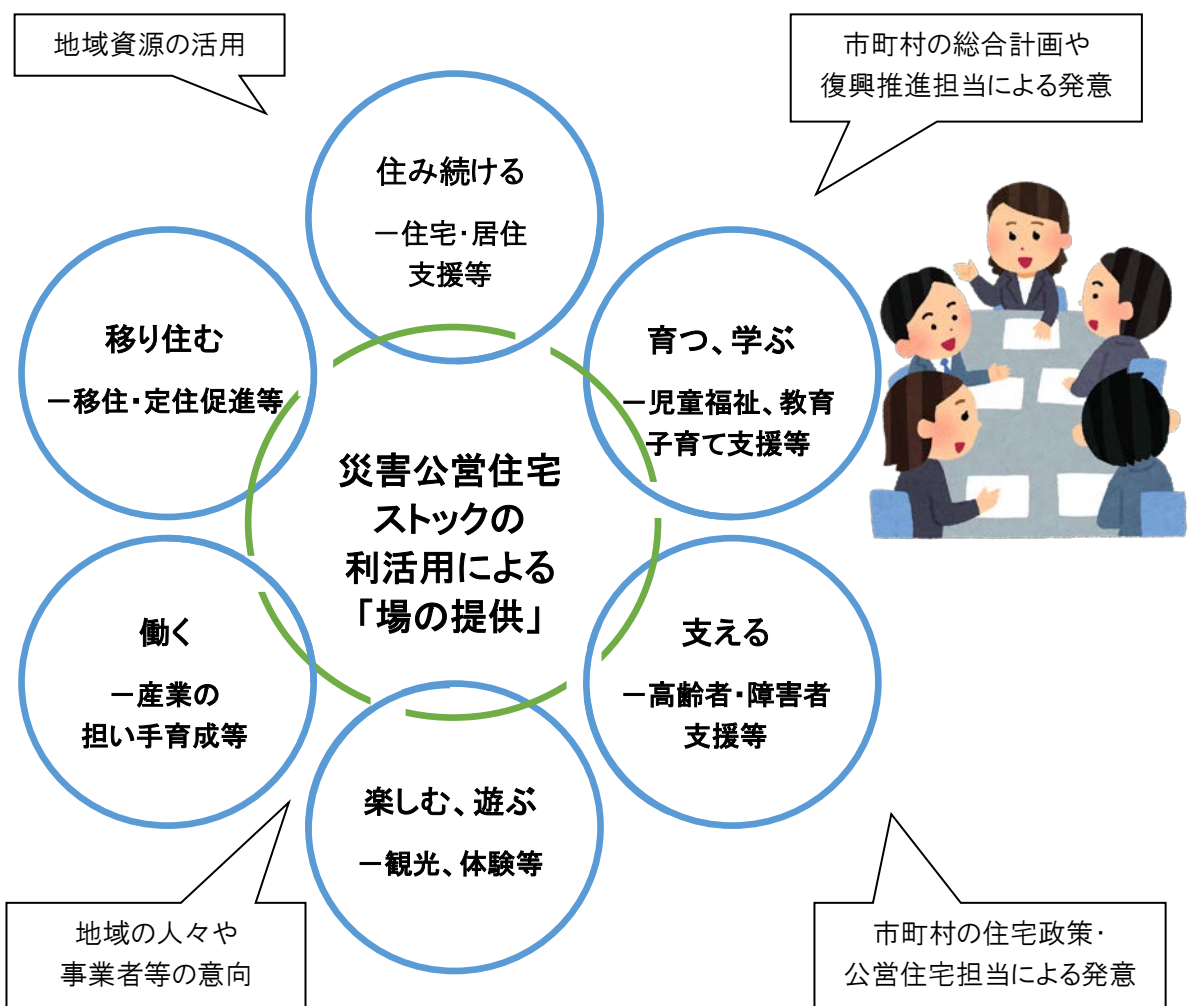 地域資源の活用
市町村の総合計画や
復興推進担当による発意
住み続ける
－住宅・居住
支援等
移り住む
－移住・定住促進等
育つ、学ぶ
－児童福祉、教育
子育て支援等
災害公営住宅
ストックの
利活用による
「場の提供」
働く
－産業の
担い手育成等
支える
－高齢者・障害者
支援等
楽しむ、遊ぶ
－観光、体験等
地域の人々や
事業者等の意向
市町村の住宅政策・
公営住宅担当による発意